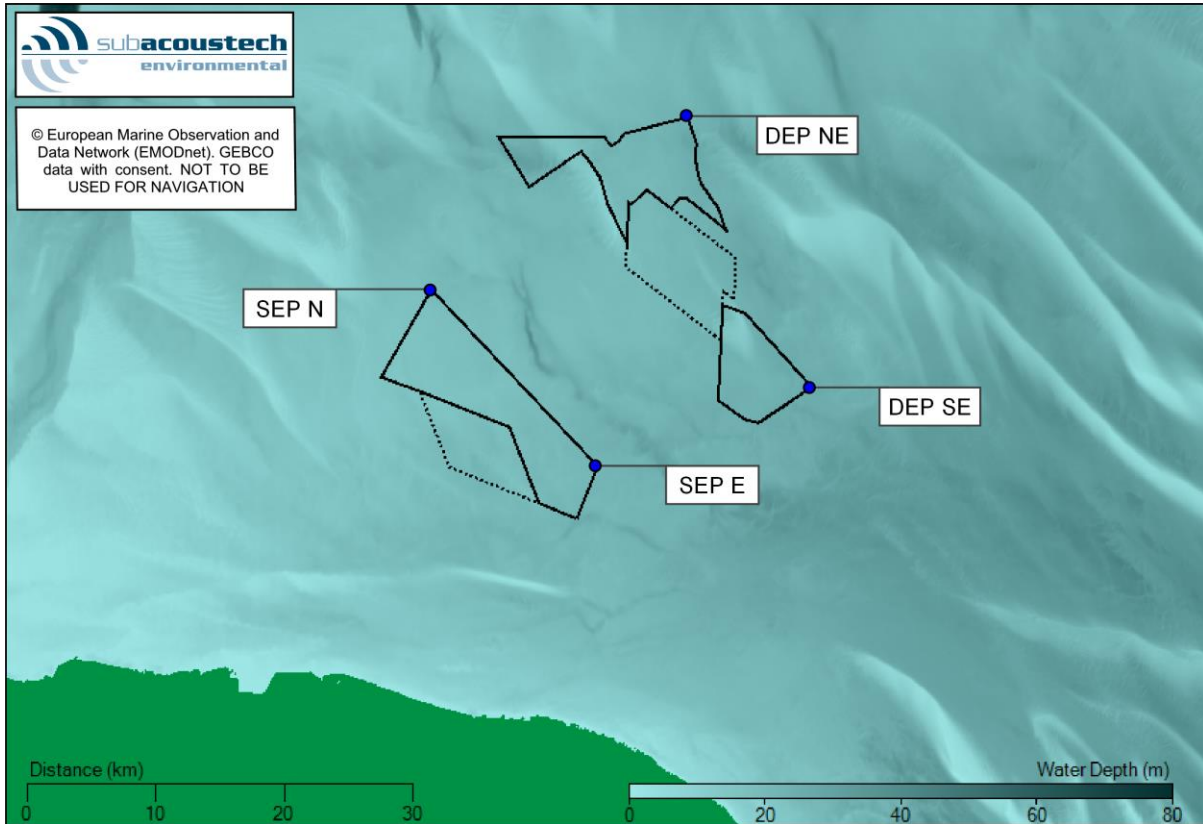 subacoustech
environmental
© European Marine Observation and
Data Network (EMODnet). GEBCO
data with consent. NOT TO BE
USED FOR NAVIGATION
DEP NE
SEP N
DEP SE
SEP E
Distance (km)
0 10 20 30
Water Depth (m)
0 20 40 60 80